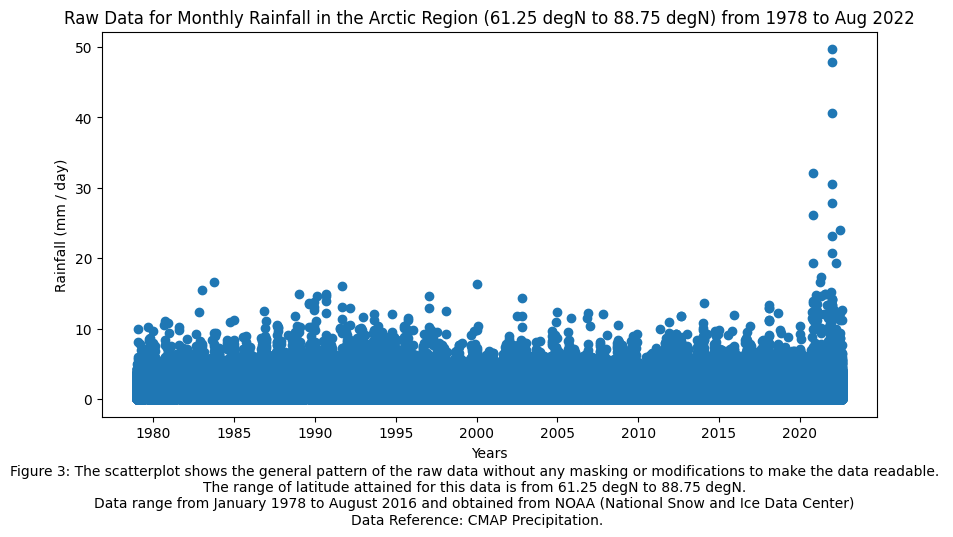 Raw Data for Monthly Rainfall in the Arctic Region (61.25 degN to 88.75 degN) from 1978 to Aug 2022
50
40
30
20
10
0
Rainfall (mm / day)
1980 1985 1990 1995 2000 2005 2010 2015 2020
Years
Figure 3: The scatterplot shows the general pattern of the raw data without any masking or modifications to make the data readable.
The range of latitude attained for this data is from 61.25 degN to 88.75 degN.
Data range from January 1978 to August 2016 and obtained from NOAA (National Snow and Ice Data Center)
Data Reference: CMAP Precipitation.